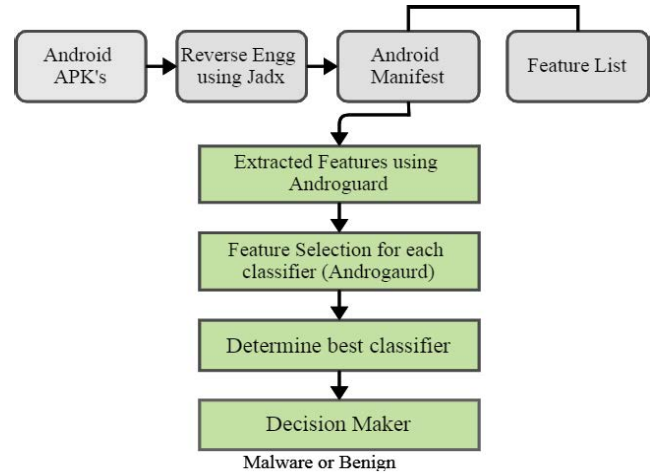 Android
APK's
Reverse Engg
using Jadx
Android
Manifest
Feature List
Extracted Features using
Androguard
Feature Selection for each
classifier (Androgaurd)
Determine best classifier
Decision Maker
Malware or Benign